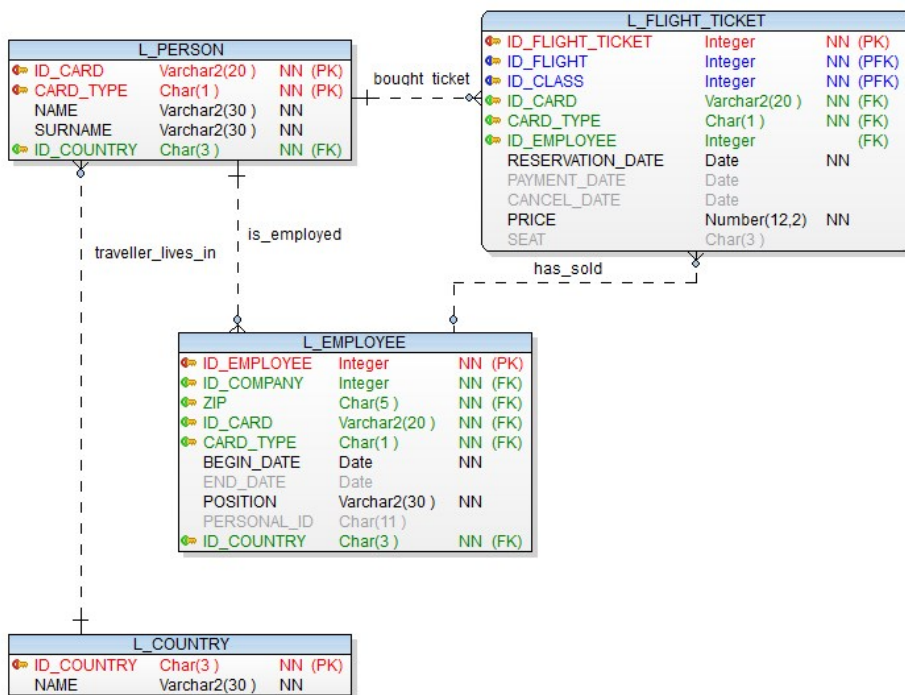 L_PERSON
ID_CARD Varchar2(20 ) NN (PK)
CARD_TYPE Char(1 ) NN (PK)
NAME Varchar2(30 ) NN
SURNAME Varchar2(30 ) NN
ID_COUNTRY Char(3 ) NN (FK)
bought_ticket
L_FLIGHT_TICKET
ID_FLIGHT_TICKET Integer NN (PK)
ID_FLIGHT Integer NN (PFK)
ID_CLASS Integer NN (PFK)
ID_CARD Varchar2(20 ) NN (FK)
CARD_TYPE Char(1 ) NN (FK)
ID_EMPLOYEE Integer (FK)
RESERVATION_DATE Date NN
PAYMENT_DATE Date
CANCEL_DATE Date
PRICE Number(12,2) NN
SEAT Char(3 )
is_employed
traveller_lives_in
has_sold
L_EMPLOYEE
ID_EMPLOYEE Integer NN (PK)
ID_COMPANY Integer NN (FK)
ZIP Char(5 ) NN (FK)
ID_CARD Varchar2(20 ) NN (FK)
CARD_TYPE Char(1 ) NN (FK)
BEGIN_DATE Date NN
END_DATE Date
POSITION Varchar2(30 ) NN
PERSONAL_ID Char(11 )
ID_COUNTRY Char(3 ) NN (FK)
L_COUNTRY
ID_COUNTRY Char(3 ) NN (PK)
NAME Varchar2(30 ) NN